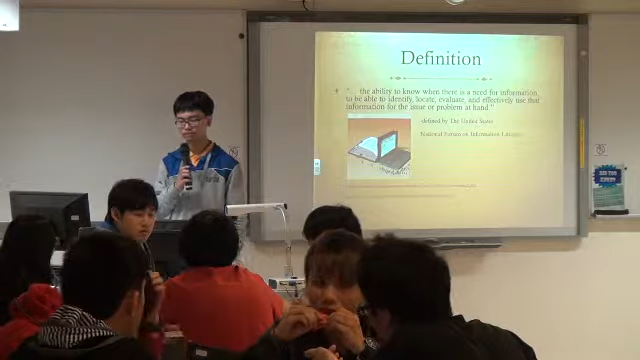 Definition
"... the ability to know when there is a need for information,
to be able to identify, locate, evaluate, and effectively use that
information for the issue or problem at hand"
defined by The United States
National Forum on Information Literacy